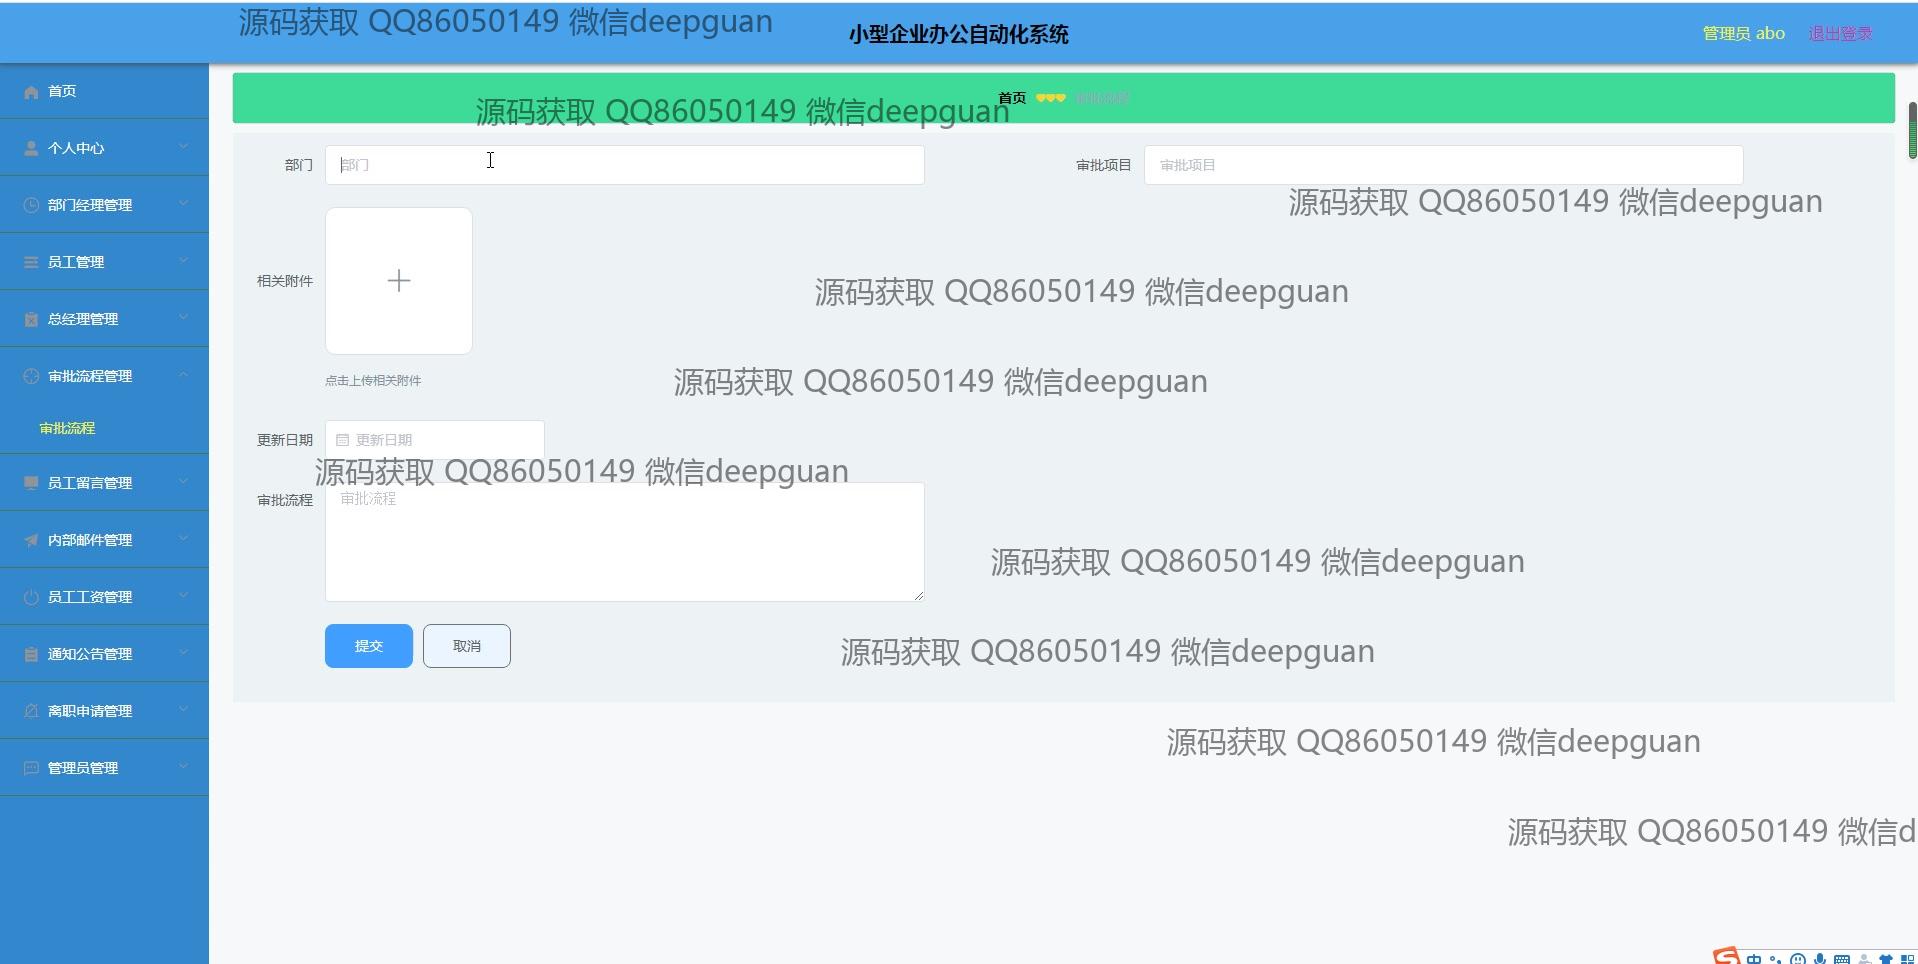 源码获取 QQ86050149 微信deepguan
小型企业办公自动化系统
管理员 abo
退出登录
首页
个人中心
部门经理管理
员工管理
总经理管理
审批流程管理
审批流程
员工留言管理
内部邮件管理
员工工资管理
通知公告管理
离职申请管理
管理员管理
首页
审批流程
源码获取 QQ86050149 微信deepguan
部门
部门
审批项目
审批项目
源码获取 QQ86050149 微信deepguan
相关附件
源码获取 QQ86050149 微信deepguan
点击上传相关附件
源码获取 QQ86050149 微信deepguan
更新日期
更新日期
源码获取 QQ86050149 微信deepguan
审批流程
审批流程
源码获取 QQ86050149 微信deepguan
提交
取消
源码获取 QQ86050149 微信deepguan
源码获取 QQ86050149 微信deepguan
源码获取 QQ86050149 微信d
中